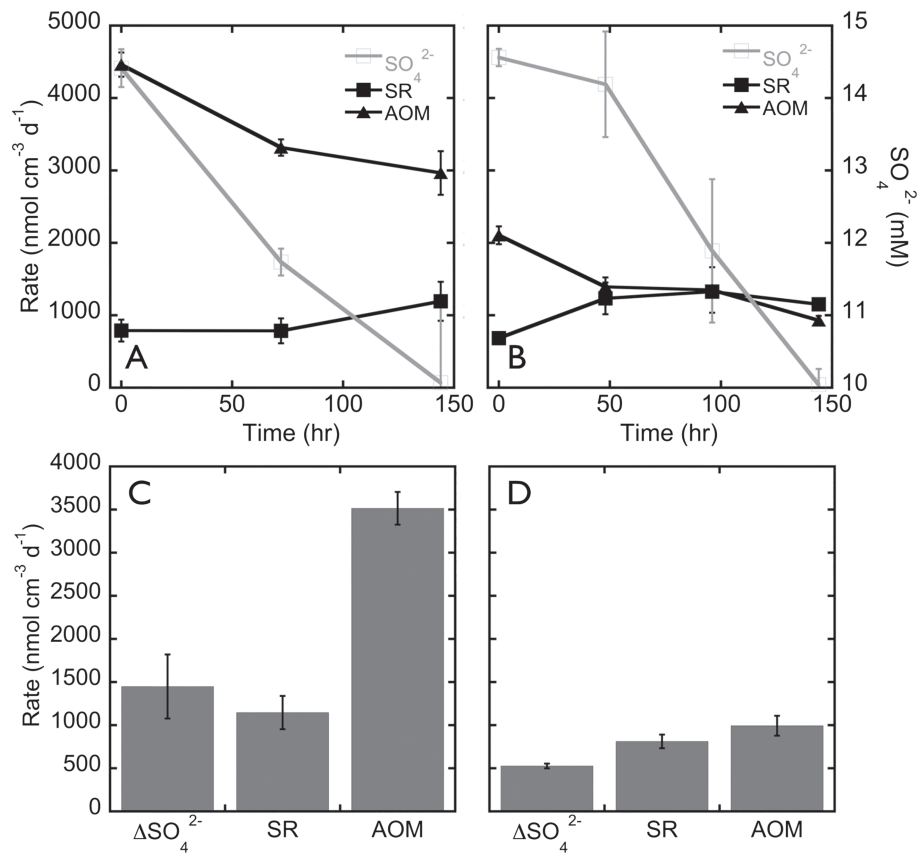 5000
4000
3000
2000
1000
0
Rate (nmol cm⁻³ d⁻¹)
SO₄²⁻
SR
AOM
A
0 50 100 150
Time (hr)
SO₄²⁻
SR
AOM
B
0 50 100 150
Time (hr)
15
14
13
12
11
10
SO₄²⁻ (mM)
4000
3500
3000
2500
2000
1500
1000
500
0
Rate (nmol cm⁻³ d⁻¹)
C
ΔSO₄²⁻ SR AOM
D
ΔSO₄²⁻ SR AOM